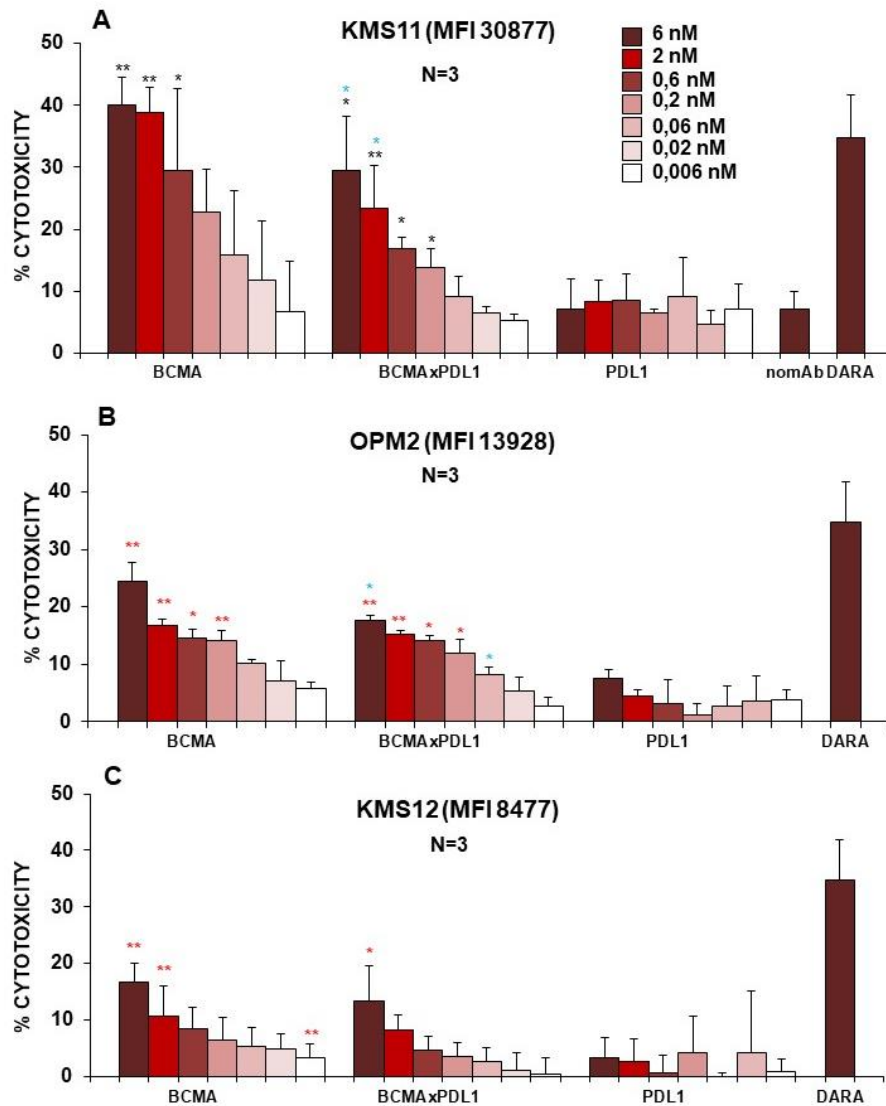 A
KMS11 (MFI 30877)
N=3
6 nM
2 nM
0,6 nM
0,2 nM
0,06 nM
0,02 nM
0,006 nM
% CYTOTOXICITY
50
40
30
20
10
0
** ** *
* *
* ** * *
BCMA BCMAxPDL1 PDL1 nomAb DARA
B
OPM2 (MFI 13928)
N=3
% CYTOTOXICITY
50
40
30
20
10
0
** ** * **
* *
** ** * *
BCMA BCMAxPDL1 PDL1 DARA
C
KMS12 (MFI 8477)
N=3
% CYTOTOXICITY
50
40
30
20
10
0
** ** **
*
BCMA BCMAxPDL1 PDL1 DARA